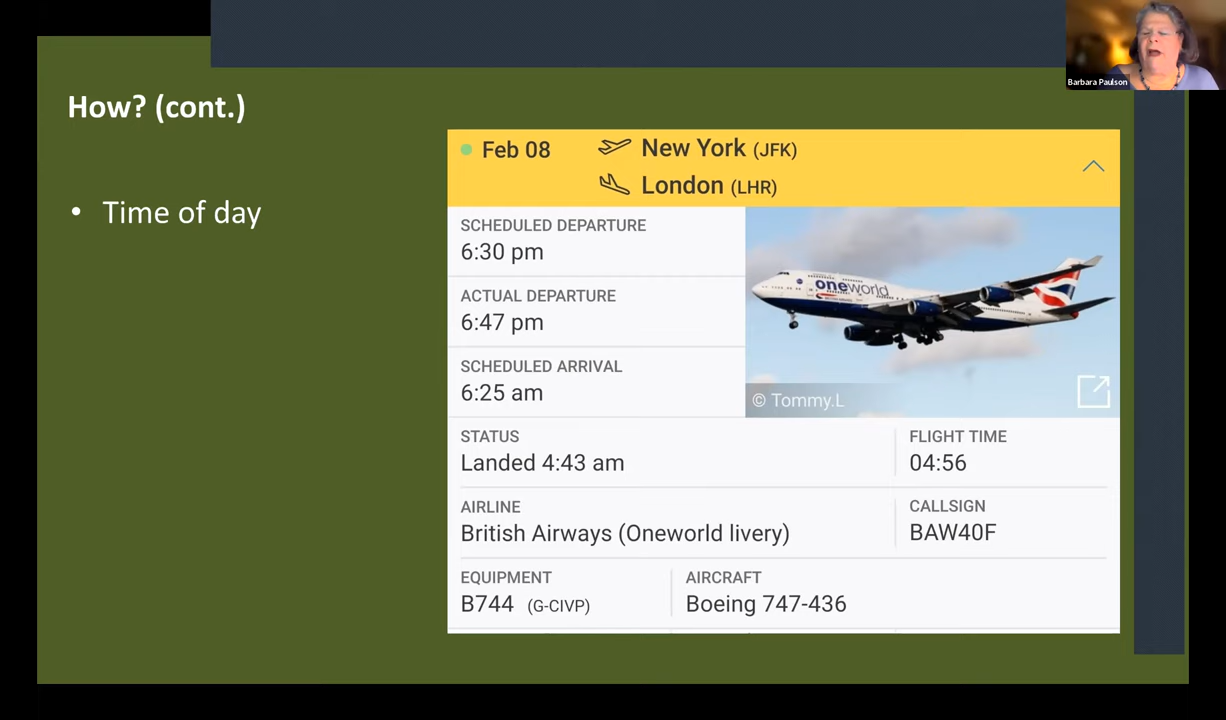 Barbara Paulson
How? (cont.)
• Time of day
Feb 08
New York (JFK)
London (LHR)
SCHEDULED DEPARTURE
6:30 pm
ACTUAL DEPARTURE
6:47 pm
SCHEDULED ARRIVAL
6:25 am
oneworld
© Tommy.L
STATUS
Landed 4:43 am
FLIGHT TIME
04:56
AIRLINE
British Airways (Oneworld livery)
CALLSIGN
BAW40F
EQUIPMENT
B744 (G-CIVP)
AIRCRAFT
Boeing 747-436